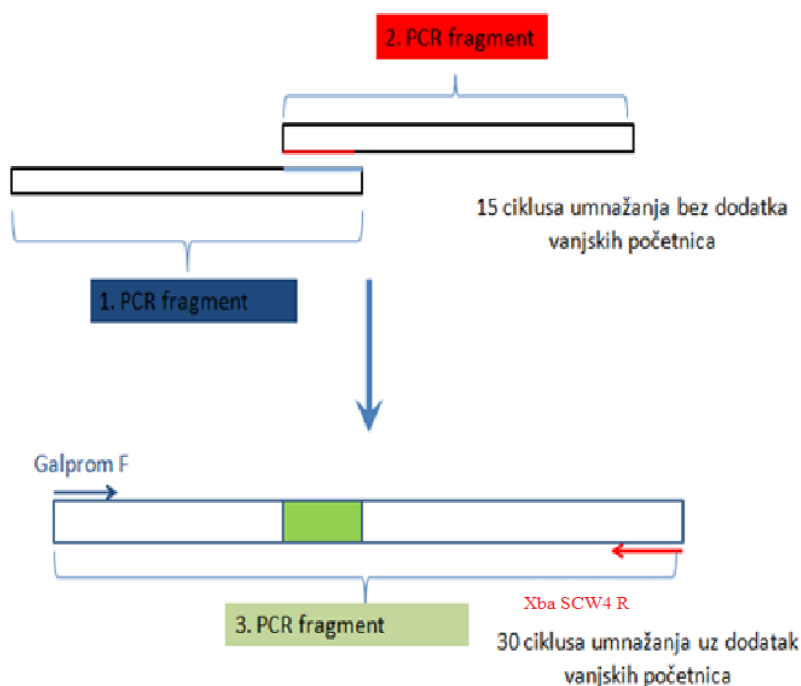 2. PCR fragment
15 ciklusa umnažanja bez dodatka
vanjskih početnica
1. PCR fragment
Galprom F
Xba SCW4 R
3. PCR fragment
30 ciklusa umnažanja uz dodatak
vanjskih početnica